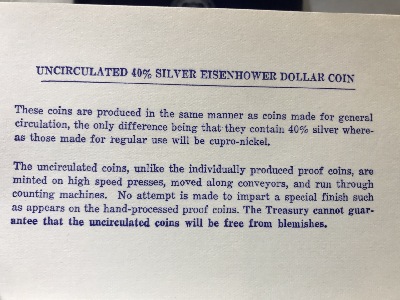 UNCIRCULATED 40% SILVER EISENHOWER DOLLAR COIN
These coins are produced in the same manner as coins made for general
circulation, the only difference being that they contain 40% silver where-
as those made for regular use will be cupro-nickel.
The uncirculated coins, unlike the individually produced proof coins, are
minted on high speed presses, moved along conveyors, and run through
counting machines. No attempt is made to impart a special finish such
as appears on the hand-processed proof coins. The Treasury cannot guar-
antee that the uncirculated coins will be free from blemishes.